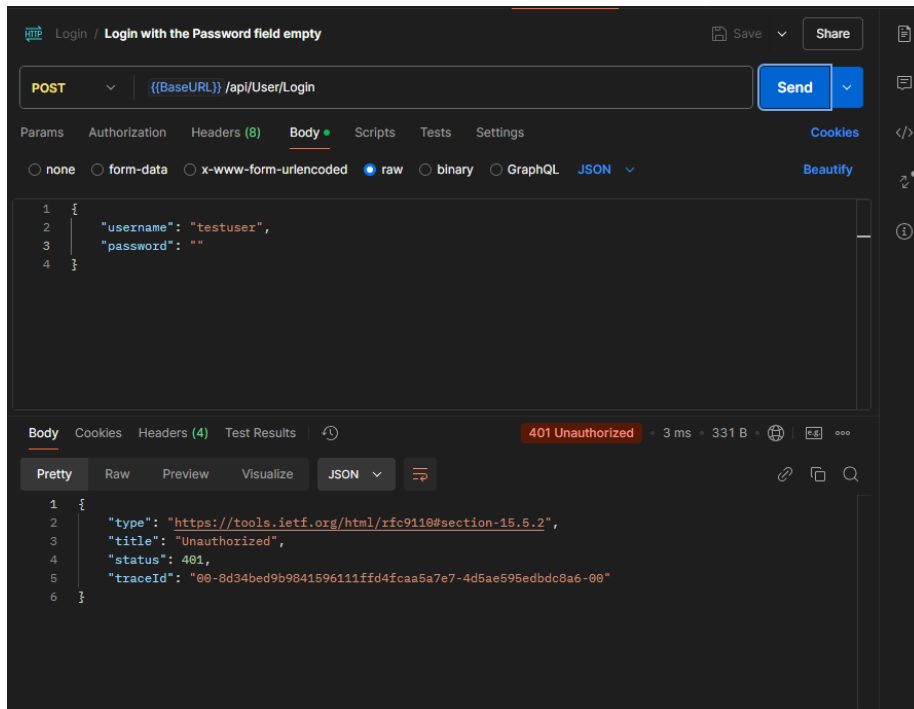 HTTP Login / Login with the Password field empty Save Share
POST {{BaseURL}} /api/User/Login Send
Params Authorization Headers (8) Body Scripts Tests Settings Cookies
none form-data x-www-form-urlencoded raw binary GraphQL JSON Beautify
1 {
2 "username": "testuser",
3 "password": ""
4 }
Body Cookies Headers (4) Test Results 401 Unauthorized 3 ms 331 B e.g.
Pretty Raw Preview Visualize JSON
1 {
2 "type": "https://tools.ietf.org/html/rfc9110#section-15.5.2",
3 "title": "Unauthorized",
4 "status": 401,
5 "traceId": "00-8d34bed9b9841596111ffd4fcaa5a7e7-4d5ae595edbdc8a6-00"
6 }